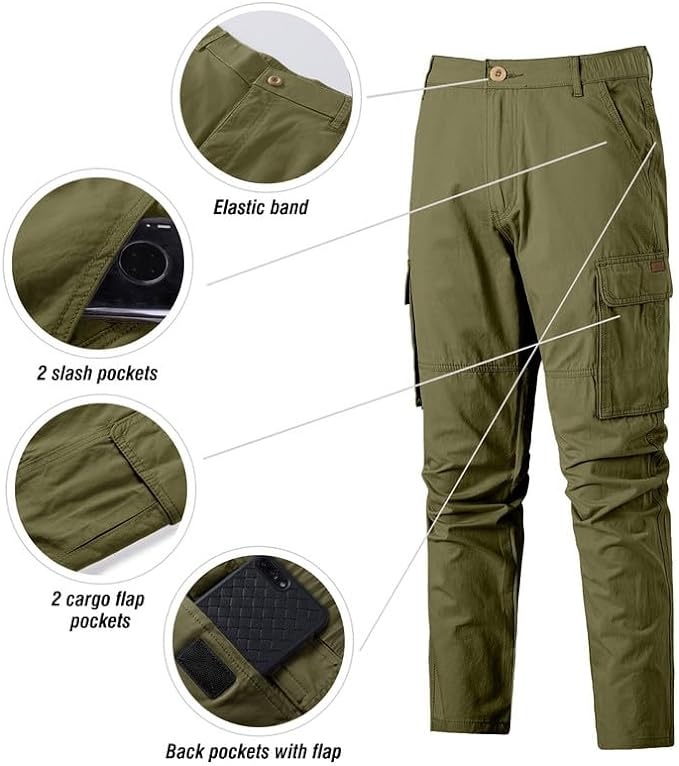 Elastic band
2 slash pockets
2 cargo flap
pockets
Back pockets with flap